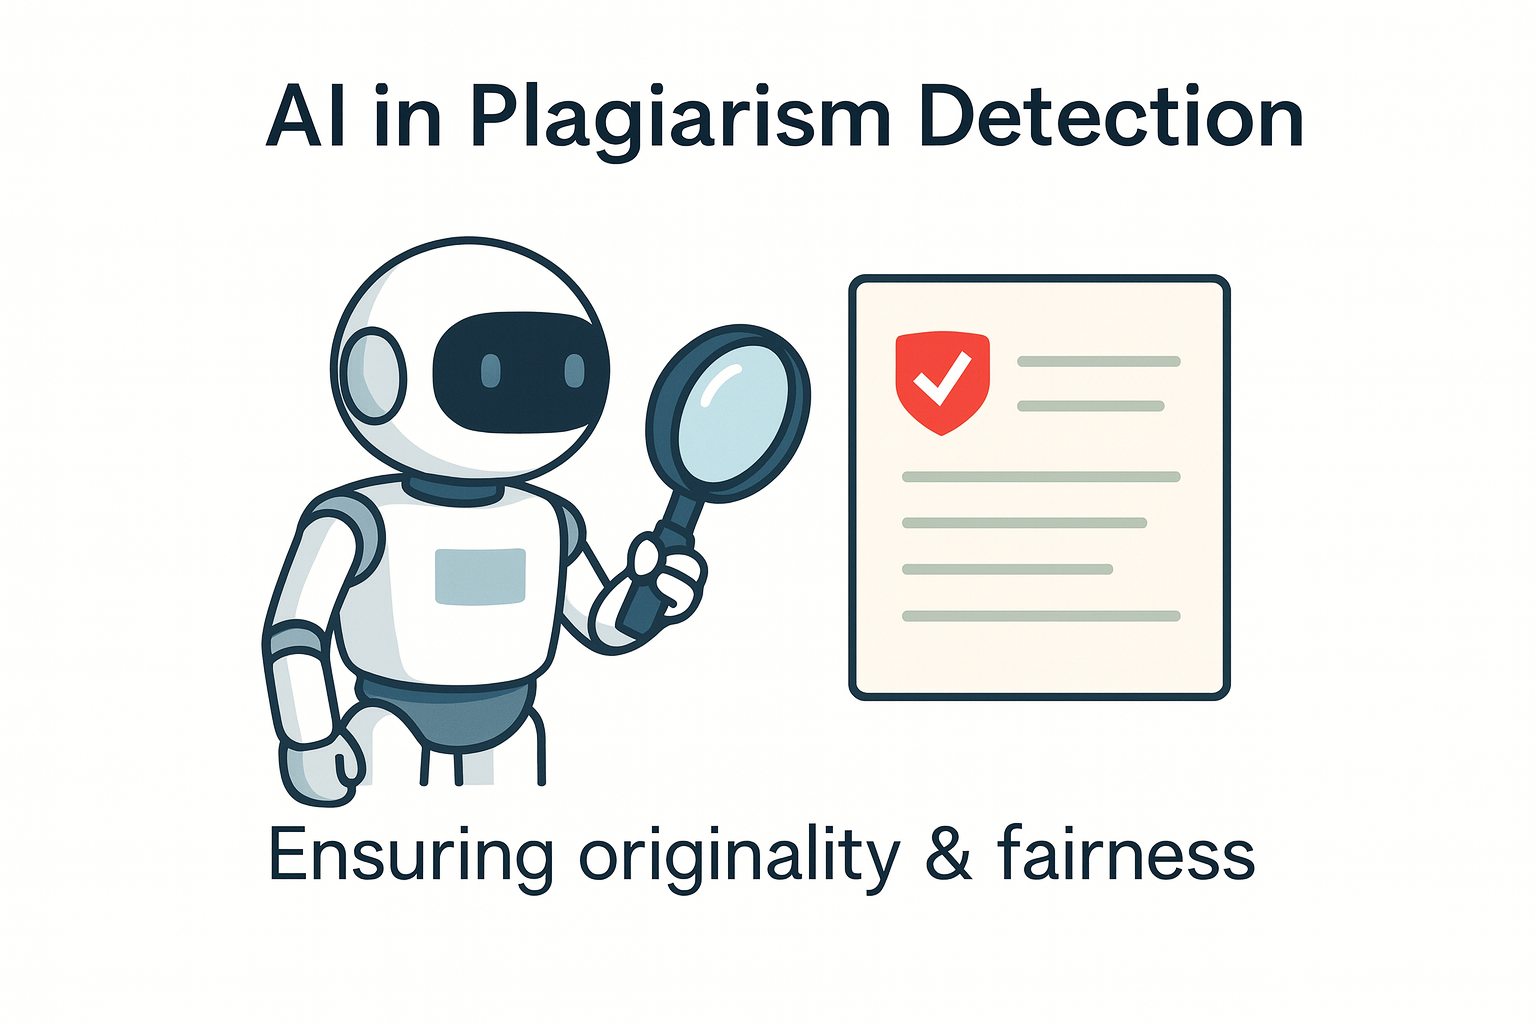 AI in Plagiarism Detection
Ensuring originality & fairness